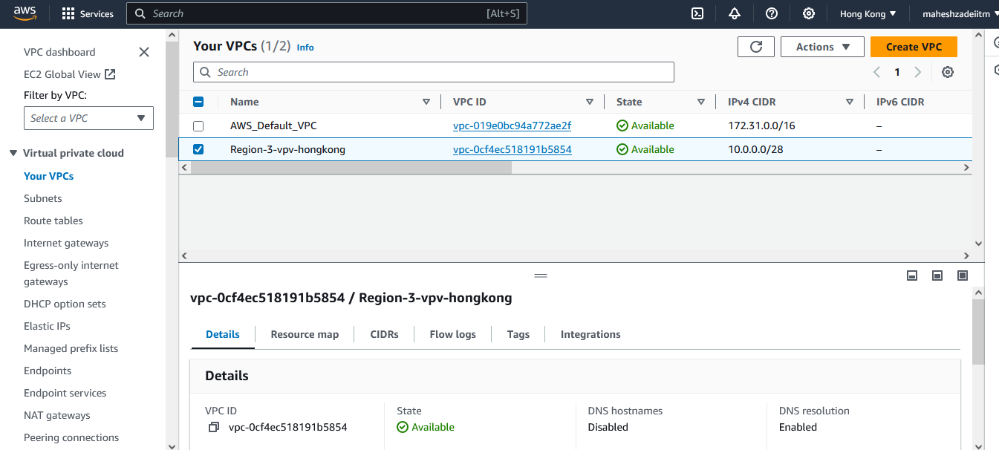 aws Services Search [Alt+S] Hong Kong maheshzadeiitm
VPC dashboard
EC2 Global View
Filter by VPC:
Select a VPC
Virtual private cloud
Your VPCs
Subnets
Route tables
Internet gateways
Egress-only internet
gateways
DHCP option sets
Elastic IPs
Managed prefix lists
Endpoints
Endpoint services
NAT gateways
Peering connections
Your VPCs (1/2) Info Actions Create VPC
Search 1
Name VPC ID State IPv4 CIDR IPv6 CIDR
AWS_Default_VPC vpc-019e0bc94a772ae2f Available 172.31.0.0/16 –
Region-3-vpv-hongkong vpc-0cf4ec518191b5854 Available 10.0.0.0/28 –
vpc-0cf4ec518191b5854 / Region-3-vpv-hongkong
Details Resource map CIDRs Flow logs Tags Integrations
Details
VPC ID State DNS hostnames DNS resolution
vpc-0cf4ec518191b5854 Available Disabled Enabled